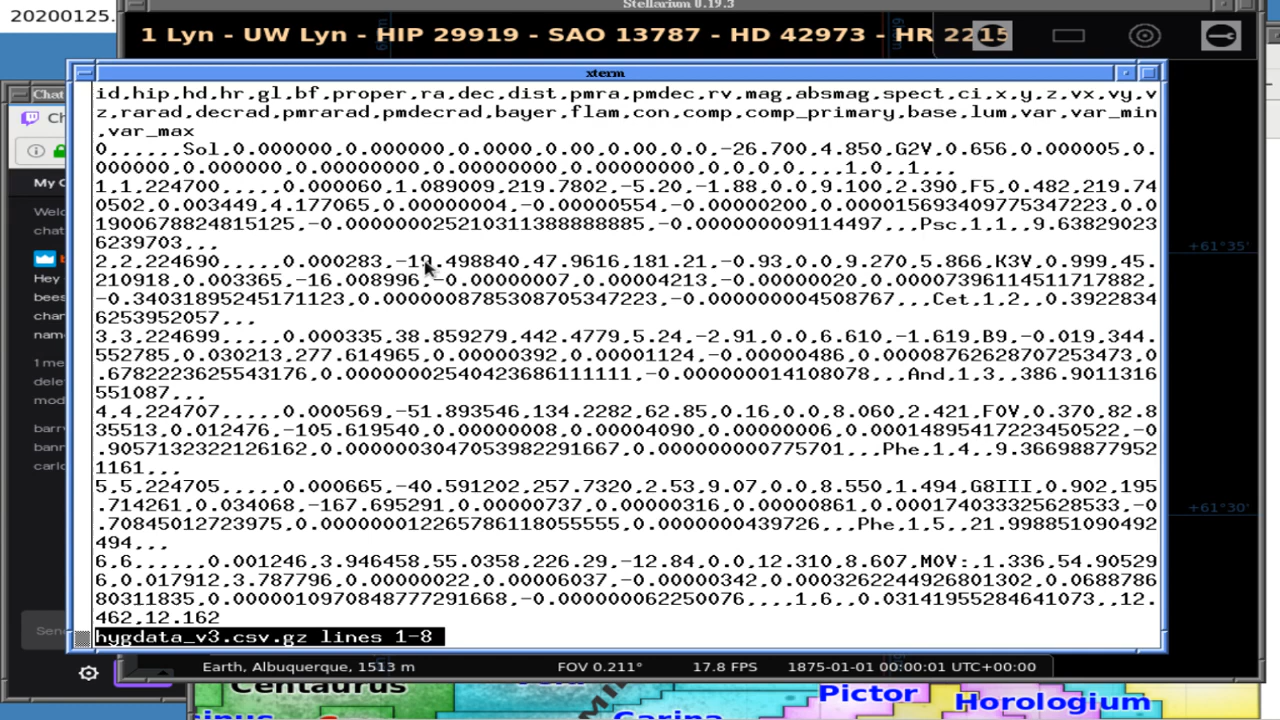 20200125.
Stellarium 0.19.3
1 Lyn - UW Lyn - HIP 29919 - SAO 13787 - HD 42973 - HR 2215
xterm
Chat
id,hip,hd,hr,gl,bf,proper,ra,dec,dist,pmra,pmdec,rv,mag,absmag,spect,ci,x,y,z,vx,vy,v
z,rarad,decrad,pmrarad,pmdecrad,bayer,flam,con,comp,comp_primary,base,lum,var,var_min
,var_max
0,,,,,,Sol,0.000000,0.000000,0.0000,0.00,0.00,0.0,-26.700,4.850,G2V,0.656,0.000005,0.
000000,0.000000,0.00000000,0.00000000,0.00000000,0,0,0,0,,,,1,0,,1,,,
1,1,224700,,,,,0.000060,1.089009,219.7802,-5.20,-1.88,0.0,9.100,2.390,F5,0.482,219.74
0502,0.003449,4.177065,0.00000004,-0.00000554,-0.00000200,0.0000156934097753​47223,0.0
1900678824815125,-0.000000025210311388888885,-0.000000009114497,,,Psc,1,1,,9.63829023
6239703,,,
2,2,224690,,,,,0.000283,-19.498840,47.9616,181.21,-0.93,0.0,9.270,5.866,K3V,0.999,45.
210918,0.003365,-16.008996,-0.00000007,0.00004213,-0.00000020,0.00007396114511717882,
-0.34031895245171123,0.0000008785308705347223,-0.000000004508767,,,Cet,1,2,,0.3922834
6253952057,,,
3,3,224699,,,,,0.000335,38.859279,442.4779,5.24,-2.91,0.0,6.610,-1.619,B9,-0.019,344.
552785,0.030213,277.614965,0.00000392,0.00001124,-0.00000486,0.00008762628707253473,0
.6782223625543176,0.0000000254042368611​1111,-0.000000014108078,,,And,1,3,,386.9011316
551087,,,
4,4,224707,,,,,0.000569,-51.893546,134.2282,62.85,0.16,0.0,8.060,2.421,F0V,0.370,82.8
35513,0.012476,-105.619540,0.00000008,0.00004090,0.00000006,0.00014895417223450522,-0
.9057132322126162,0.0000003047053982291667,0.000000000775701,,,Phe,1,4,,9.36698877952
1161,,,
5,5,224705,,,,,0.000665,-40.591202,257.7320,2.53,9.07,0.0,8.550,1.494,G8III,0.902,195
.714261,0.034068,-167.695291,0.00000737,0.00000316,0.00000861,0.000174033325628533,-0
.70845012723975,0.000000012265786118055555,0.0000000439726,,,Phe,1,5,,21.998851090492
494,,,
6,6,,,,,,0.001246,3.946458,55.0358,226.29,-12.84,0.0,12.310,8.607,M0V:,1.336,54.90529
6,0.017912,3.787796,0.00000022,0.00006037,-0.00000342,0.0003262244926801302,0.0688786
80311835,0.0000010970848777291668,-0.000000062250076,,,,1,6,,0.03141955284641073,,12.
462,12.162
hygdata_v3.csv.gz lines 1-8
+61°35'
+61°30'
Earth, Albuquerque, 1513 m
FOV 0.211°
17.8 FPS
1875-01-01 00:00:01 UTC+00:00
Centaurus
Carina
Pictor
Horologium